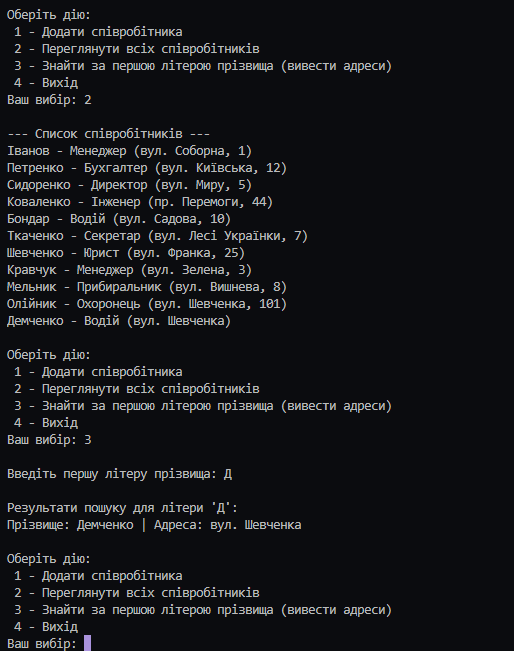 Оберіть дію:
1 - Додати співробітника
2 - Переглянути всіх співробітників
3 - Знайти за першою літерою прізвища (вивести адреси)
4 - Вихід
Ваш вибір: 2
--- Список співробітників ---
Іванов - Менеджер (вул. Соборна, 1)
Петренко - Бухгалтер (вул. Київська, 12)
Сидоренко - Директор (вул. Миру, 5)
Коваленко - Інженер (пр. Перемоги, 44)
Бондар - Водій (вул. Садова, 10)
Ткаченко - Секретар (вул. Лесі Українки, 7)
Шевченко - Юрист (вул. Франка, 25)
Кравчук - Менеджер (вул. Зелена, 3)
Мельник - Прибиральник (вул. Вишнева, 8)
Олійник - Охоронець (вул. Шевченка, 101)
Демченко - Водій (вул. Шевченка)
Оберіть дію:
1 - Додати співробітника
2 - Переглянути всіх співробітників
3 - Знайти за першою літерою прізвища (вивести адреси)
4 - Вихід
Ваш вибір: 3
Введіть першу літеру прізвища: Д
Результати пошуку для літери 'Д':
Прізвище: Демченко | Адреса: вул. Шевченка
Оберіть дію:
1 - Додати співробітника
2 - Переглянути всіх співробітників
3 - Знайти за першою літерою прізвища (вивести адреси)
4 - Вихід
Ваш вибір: